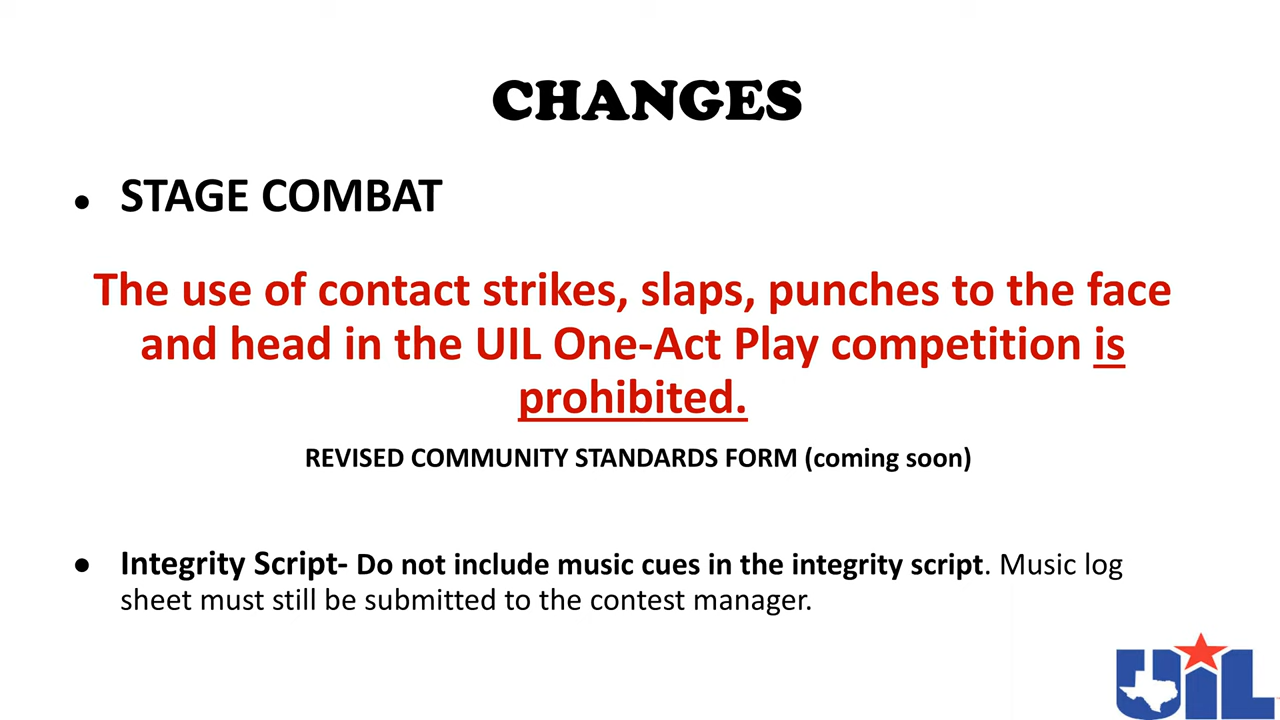 CHANGES
● STAGE COMBAT
The use of contact strikes, slaps, punches to the face
and head in the UIL One-Act Play competition is
prohibited.
REVISED COMMUNITY STANDARDS FORM (coming soon)
● Integrity Script- Do not include music cues in the integrity script. Music log
sheet must still be submitted to the contest manager.
UIL